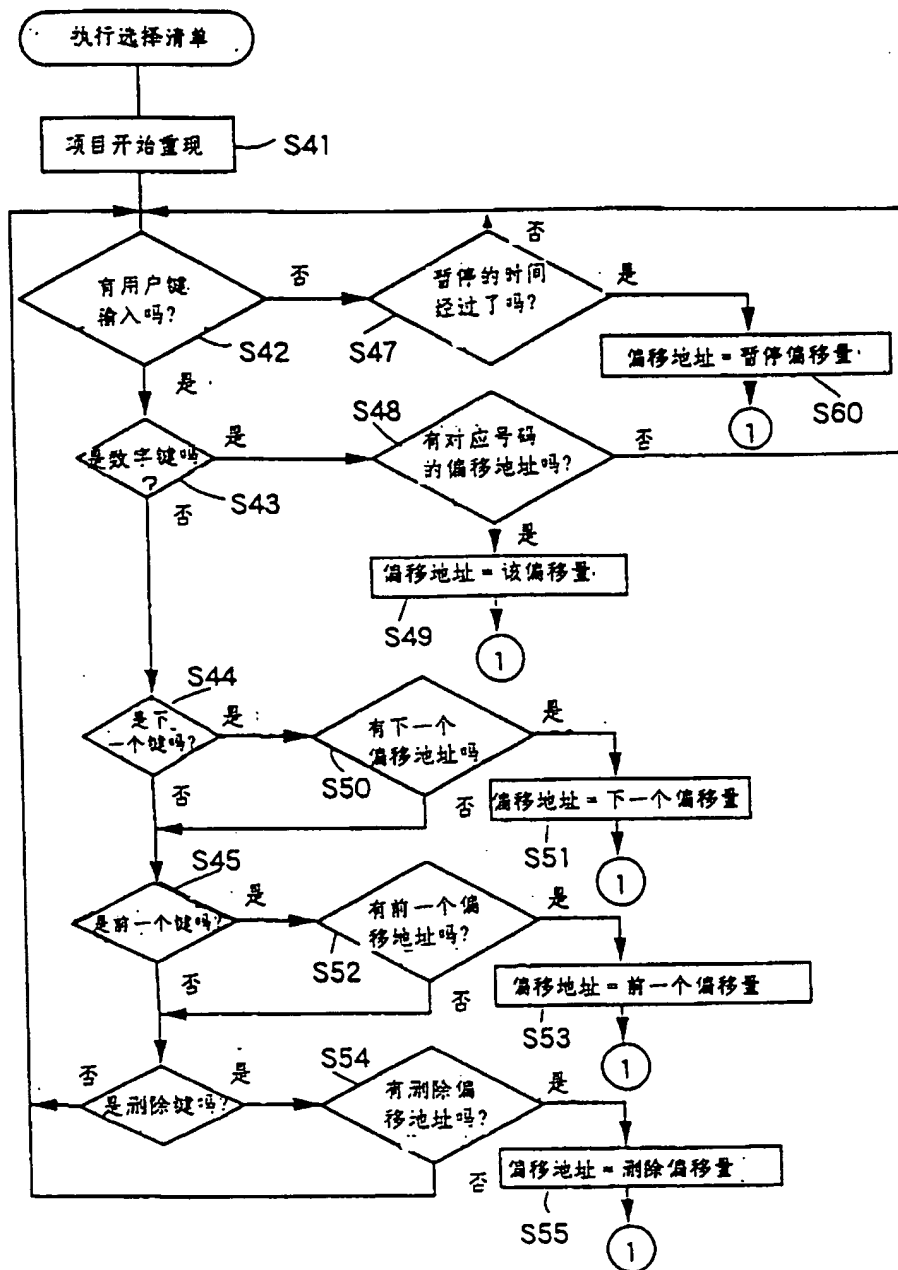 执行选择清单
项目开始重现
S41
否
有用户键
输入吗?
否
暂停的时间
经过了吗?
是
S42
S47
偏移地址 = 暂停偏移量
S60
1
是
S48
是数字键吗
?
是
有对应号码
的偏移地址吗?
否
S43
否
是
偏移地址 = 该偏移量
S49
1
S44
是下
一个键吗?
是
有下一个
偏移地址吗
是
S50
否
否
偏移地址 = 下一个偏移量
S51
1
S45
是前一个键吗?
是
有前一个偏
移地址吗?
是
S52
否
否
偏移地址 = 前一个偏移量
S53
1
S54
否
是删除键吗?
是
有删除偏
移地址吗?
是
否
偏移地址 = 删除偏移量
S55
1